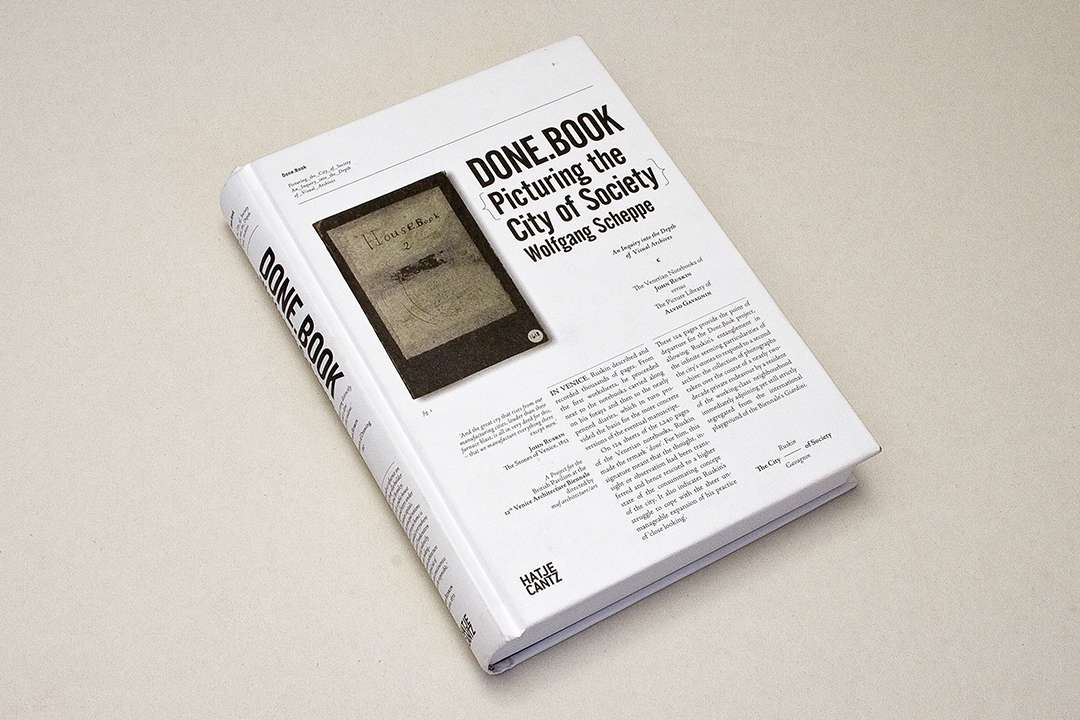 Done.Book
Picturing the City of Society
An Inquiry into the Depth
of Visual Archives
DONE.BOOK
{Picturing the
City of Society}
Wolfgang Scheppe
An Inquiry into the Depth
of Visual Archives
The Venetian Notebooks of
JOHN RUSKIN
versus
The Picture Library of
ALVIO GAVAGNIN
HouseBook
2
fig. 1
'And the great cry that rises from our
manufacturing cities, louder than their
furnace blast, is all in very deed for this,
– that we manufacture everything there
except men.
JOHN RUSKIN
The Stones of Venice, 1853
A Project for the
British Pavilion at the
12th Venice Architecture Biennale
directed by
muf architecture/art
IN VENICE, Ruskin described and
recorded thousands of pages. From
the first worksheets, he proceeded
next to the notebooks carried along
on his forays and then to the neatly
penned diaries, which in turn pro-
vided the basis for the more concrete
versions of the eventual manuscript.
On 124 sheets of the 1,240 pages
of the Venetian notebooks, Ruskin
made the remark 'done'. For him, this
signature meant that the thought, in-
sight or observation had been trans-
ferred and hence rescued to a higher
state of the consummating concept
of the city. It also indicates Ruskin's
struggle to cope with the sheer un-
managable expansion of his practice
of 'close looking'.
These 124 pages provide the point of
departure for the Done.Book project,
allowing Ruskin's entanglement in
the infinite seeming particularities of
the city's stones to respond to a second
archive: the collection of photographs
taken over the course of a nearly two-
decade private endeavour by a resident
of the working-class neighbourhood
immediately adjoining yet still strictly
segregated from the international
playground of the Biennale's Giardini.
Ruskin
The City of Society
Gavagnin
HATJE
CANTZ
DONE.BOOK
HATJE
CANTZ